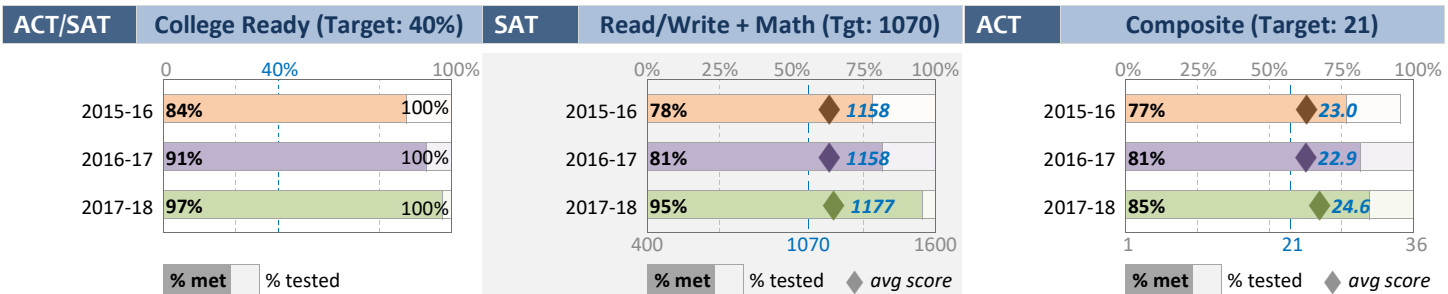 ACT/SAT College Ready (Target: 40%)
0 40% 100%
2015-16 84% 100%
2016-17 91% 100%
2017-18 97% 100%
% met % tested
SAT Read/Write + Math (Tgt: 1070)
0% 25% 50% 75% 100%
2015-16 78% 1158
2016-17 81% 1158
2017-18 95% 1177
400 1070 1600
% met % tested avg score
ACT Composite (Target: 21)
0% 25% 50% 75% 100%
2015-16 77% 23.0
2016-17 81% 22.9
2017-18 85% 24.6
1 21 36
% met % tested avg score